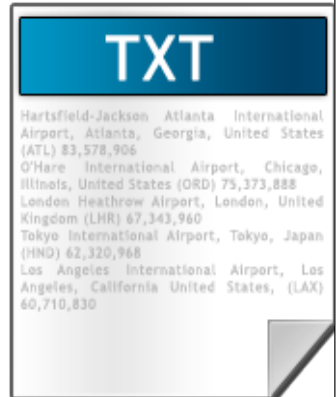 TXT
Hartsfield-Jackson Atlanta International
Airport, Atlanta, Georgia, United States
(ATL) 83,578,906
O'Hare International Airport, Chicago,
Illinois, United States (ORD) 75,373,888
London Heathrow Airport, London, United
Kingdom (LHR) 67,343,960
Tokyo International Airport, Tokyo, Japan
(HND) 62,320,968
Los Angeles International Airport, Los
Angeles, California United States, (LAX)
60,710,830